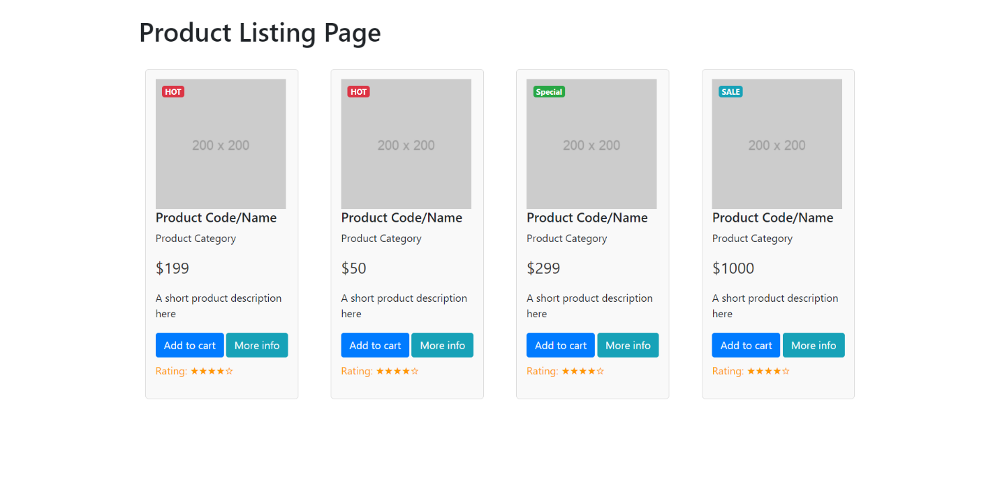 Product Listing Page
HOT
200 x 200
Product Code/Name
Product Category
$199
A short product description
here
Add to cart
More info
Rating: ★★★★☆
HOT
200 x 200
Product Code/Name
Product Category
$50
A short product description
here
Add to cart
More info
Rating: ★★★★☆
Special
200 x 200
Product Code/Name
Product Category
$299
A short product description
here
Add to cart
More info
Rating: ★★★★☆
SALE
200 x 200
Product Code/Name
Product Category
$1000
A short product description
here
Add to cart
More info
Rating: ★★★★☆